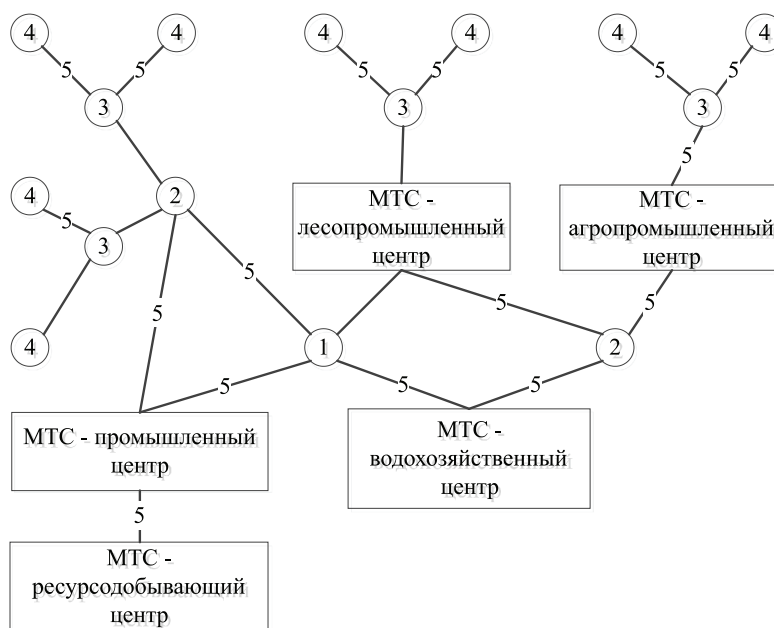 4 4 4 4 4 4
5 5 5 5 5 5
3 3 3
5
4 2
МТС -
лесопромышленный
центр
МТС -
агропромышленный
центр
5
3
5
5 5 5
4 1 2
5 5 5
МТС - промышленный
центр
МТС -
водохозяйственный
центр
5
МТС -
ресурсодобывающий
центр